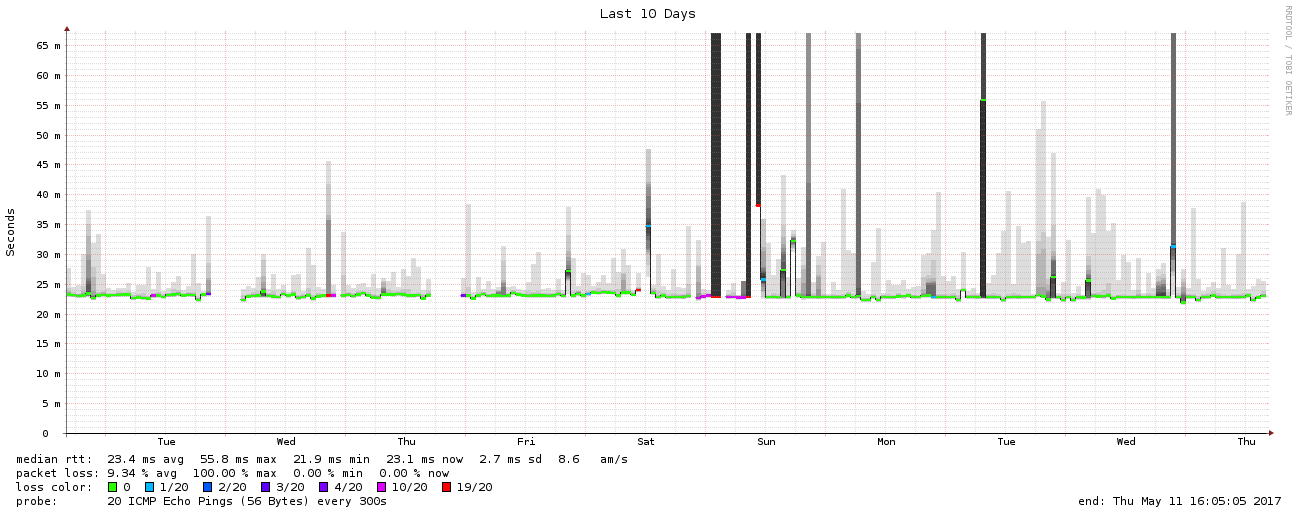 Last 10 Days
RRDTOOL / TOBI OETIKER
Seconds
65 m
60 m
55 m
50 m
45 m
40 m
35 m
30 m
25 m
20 m
15 m
10 m
5 m
0
Tue Wed Thu Fri Sat Sun Mon Tue Wed Thu
median rtt: 23.4 ms avg 55.8 ms max 21.9 ms min 23.1 ms now 2.7 ms sd 8.6 am/s
packet loss: 9.34 % avg 100.00 % max 0.00 % min 0.00 % now
loss color: 0 1/20 2/20 3/20 4/20 10/20 19/20
probe: 20 ICMP Echo Pings (56 Bytes) every 300s end: Thu May 11 16:05:05 2017